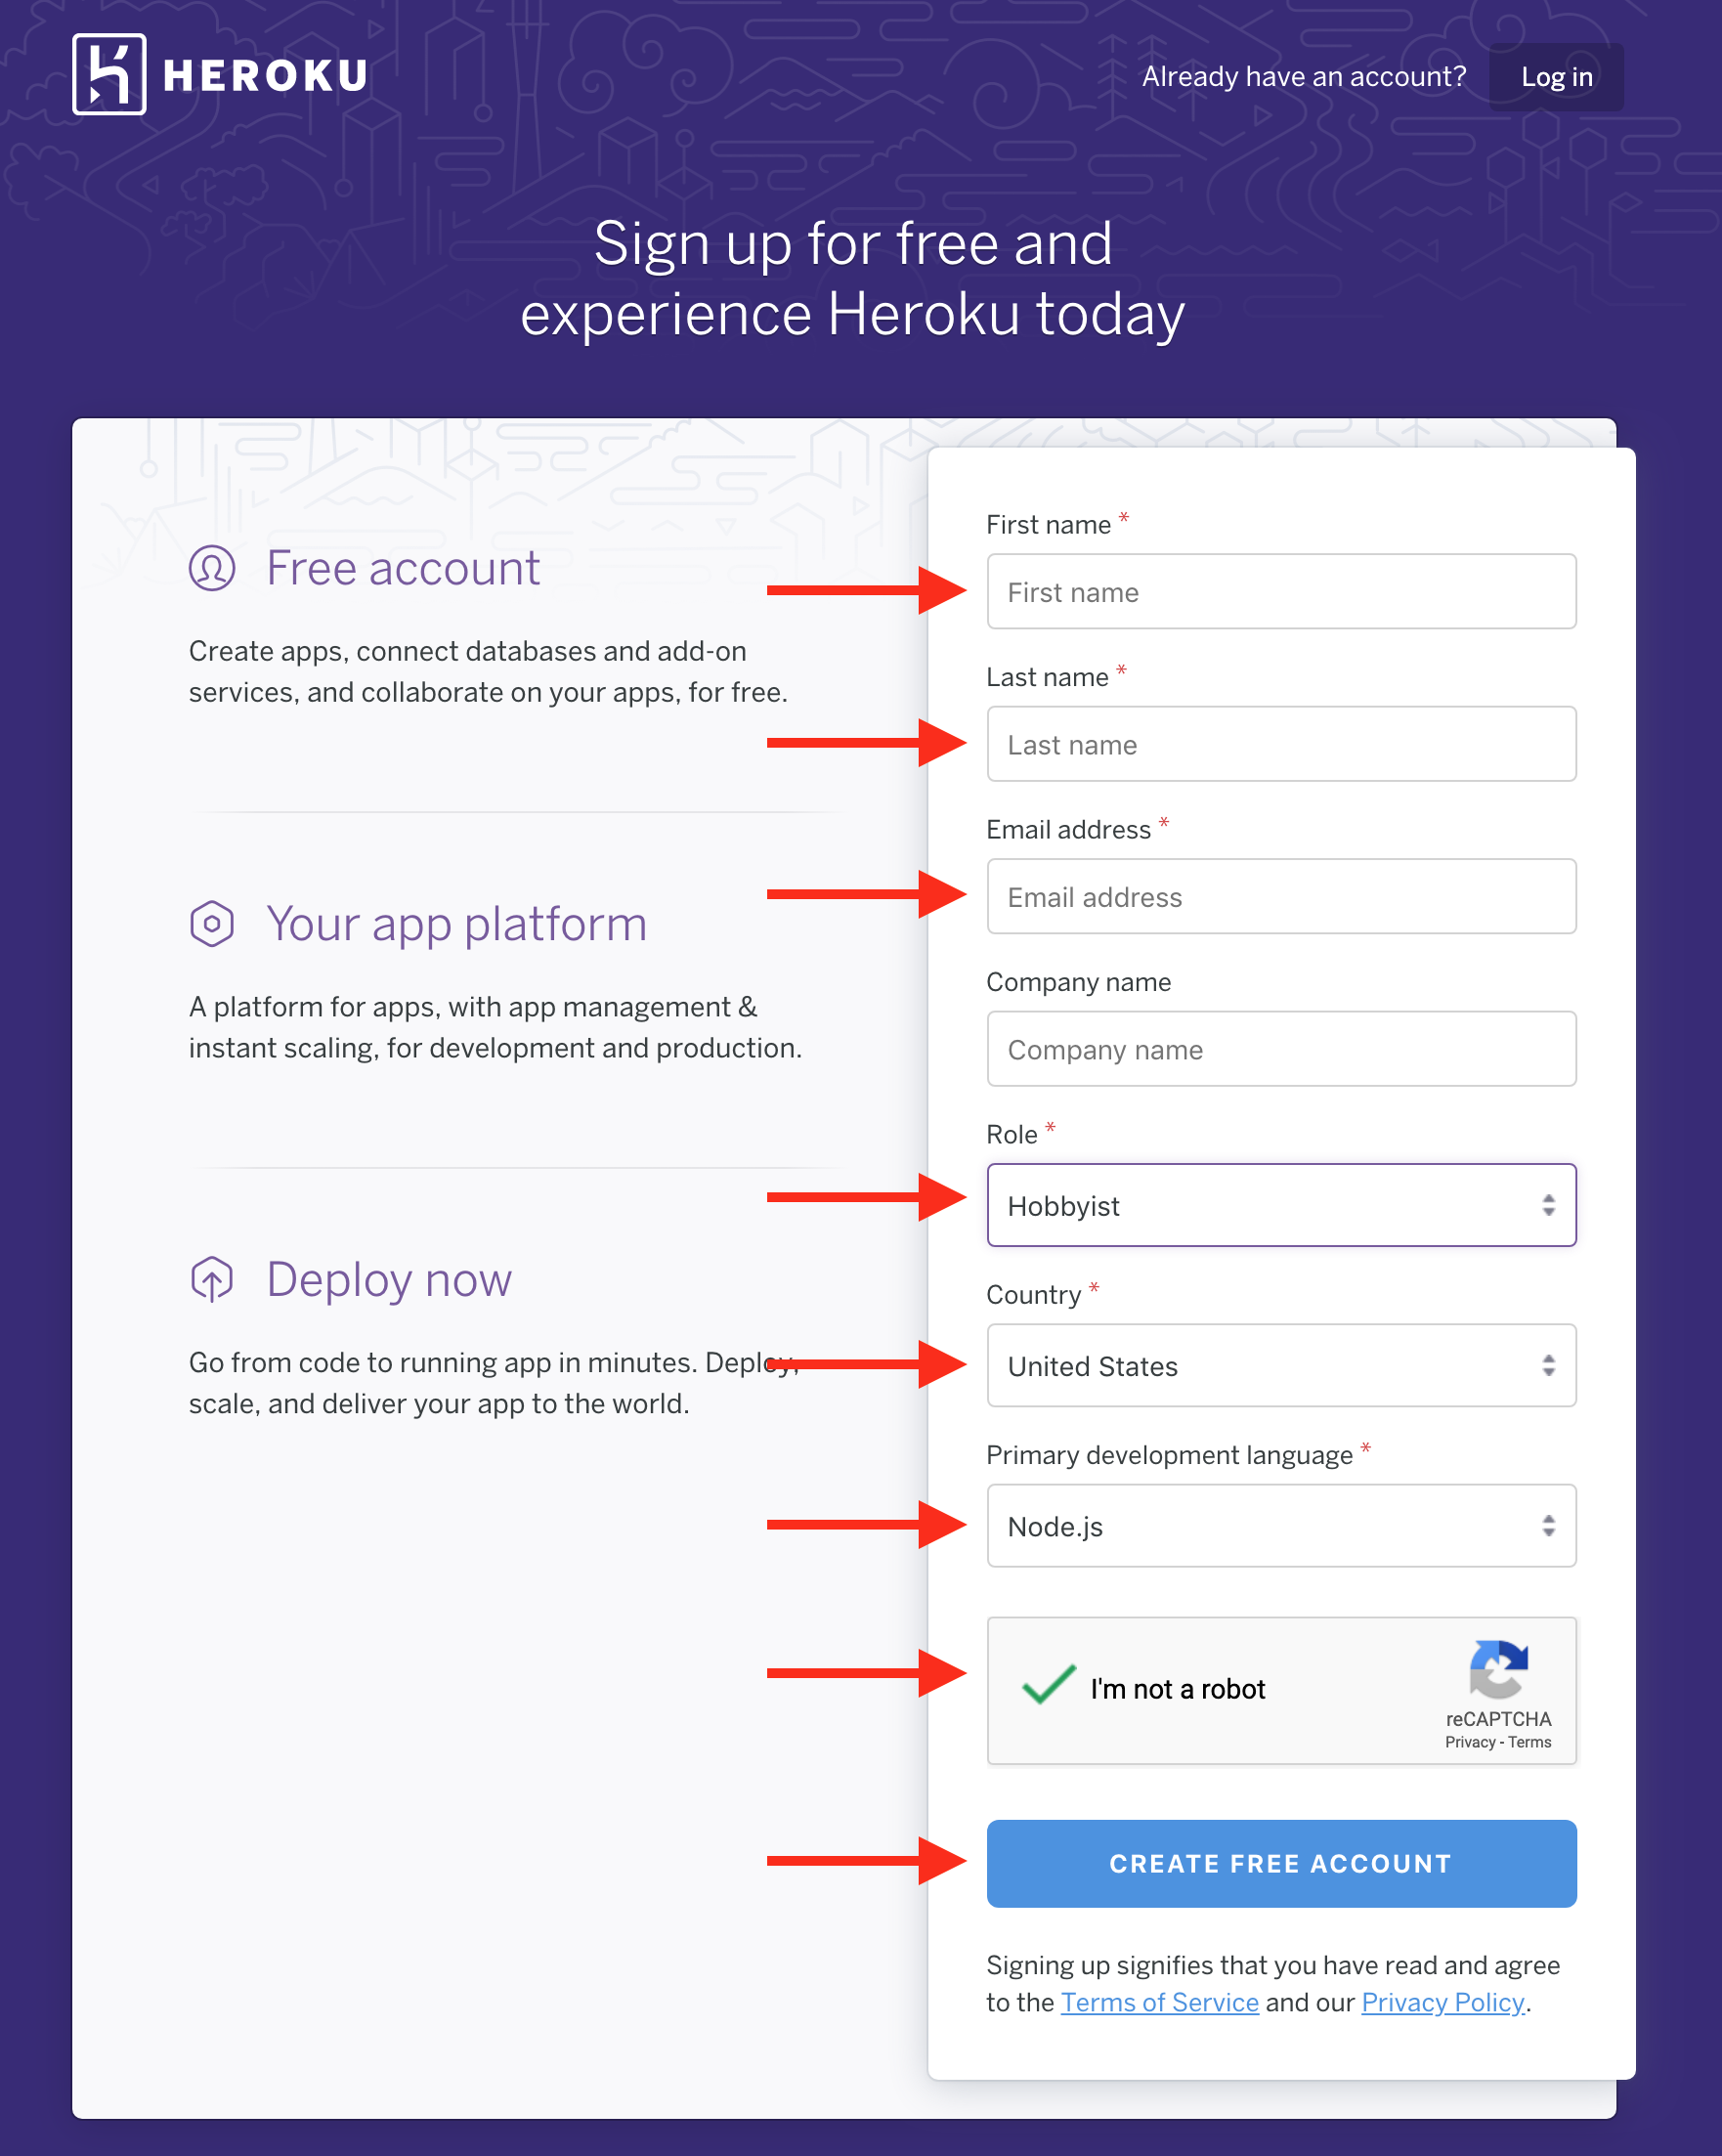 HEROKU
Already have an account?
Log in
Sign up for free and
experience Heroku today
Free account
Create apps, connect databases and add-on
services, and collaborate on your apps, for free.
Your app platform
A platform for apps, with app management &
instant scaling, for development and production.
Deploy now
Go from code to running app in minutes. Deploy,
scale, and deliver your app to the world.
First name *
First name
Last name *
Last name
Email address *
Email address
Company name
Company name
Role *
Hobbyist
Country *
United States
Primary development language *
Node.js
I'm not a robot
reCAPTCHA
Privacy - Terms
CREATE FREE ACCOUNT
Signing up signifies that you have read and agree
to the Terms of Service and our Privacy Policy.